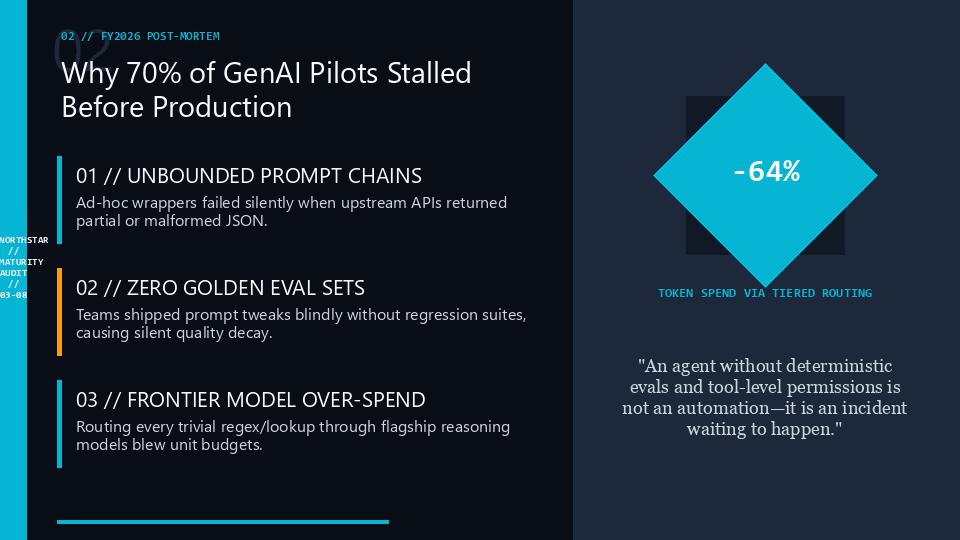 02
02 // FY2026 POST-MORTEM
Why 70% of GenAI Pilots Stalled
Before Production
01 // UNBOUNDED PROMPT CHAINS
Ad-hoc wrappers failed silently when upstream APIs returned
partial or malformed JSON.
NORTHSTAR
//
MATURITY
AUDIT
//
03-08
02 // ZERO GOLDEN EVAL SETS
Teams shipped prompt tweaks blindly without regression suites,
causing silent quality decay.
03 // FRONTIER MODEL OVER-SPEND
Routing every trivial regex/lookup through flagship reasoning
models blew unit budgets.
-64%
TOKEN SPEND VIA TIERED ROUTING
"An agent without deterministic
evals and tool-level permissions is
not an automation—it is an incident
waiting to happen."